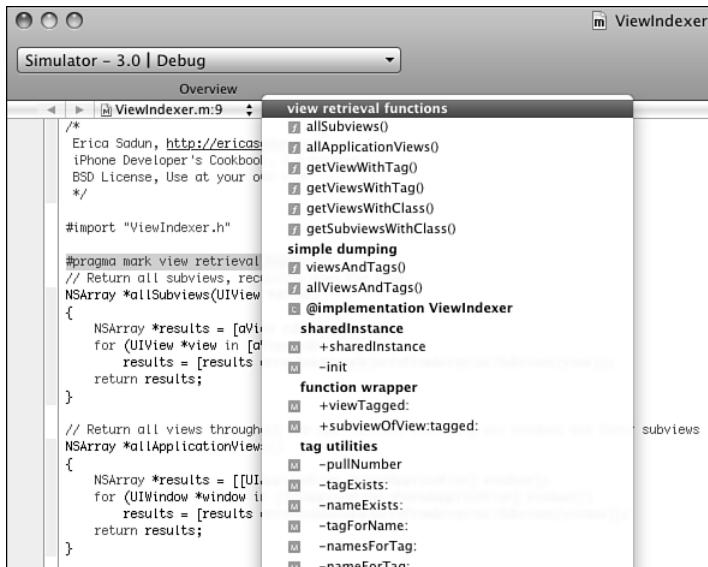 ViewIndexer
Simulator – 3.0 | Debug
Overview
ViewIndexer.m:9
/*
Erica Sadun, http://ericas
iPhone Developer's Cookboo
BSD License, Use at your o
*/
#import "ViewIndexer.h"
#pragma mark view retrieval
// Return all subviews, rec
NSArray *allSubviews(UIView
{
NSArray *results = [aVi
for (UIView *view in [a
results = [results
return results;
}
// Return all views through
subviews
NSArray *allApplicationView
{
NSArray *results = [[UI
for (UIWindow *window i
results = [results
return results;
}
view retrieval functions
f allSubviews()
f allApplicationViews()
f getViewWithTag()
f getViewsWithTag()
f getViewsWithClass()
f getSubviewsWithClass()
simple dumping
f viewsAndTags()
f allViewsAndTags()
C @implementation ViewIndexer
sharedInstance
M +sharedInstance
M -init
function wrapper
M +viewTagged:
M +subviewOfView:tagged:
tag utilities
M -pullNumber
M -tagExists:
M -nameExists:
M -tagForName:
M -namesForTag:
-nameForTag: